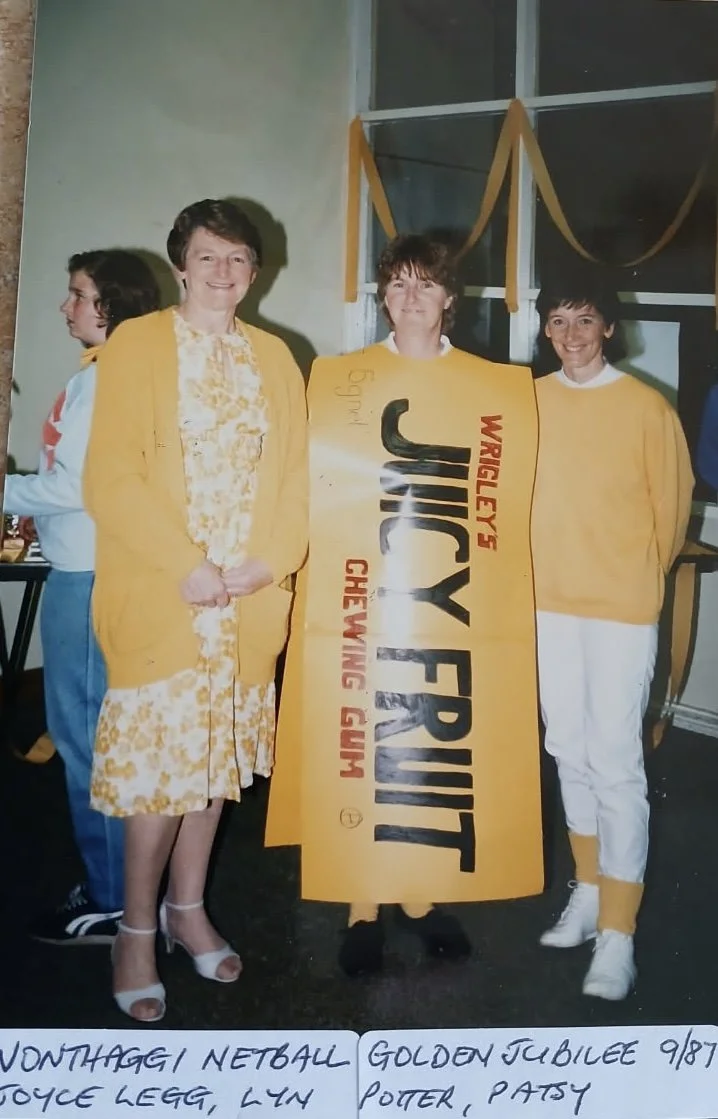 WRIGLEY'S
JUICY FRUIT
CHEWING GUM
WONTHAGGI NETBALL GOLDEN JUBILEE 9/87
JOYCE LEGG, LYN POTTER, PATSY